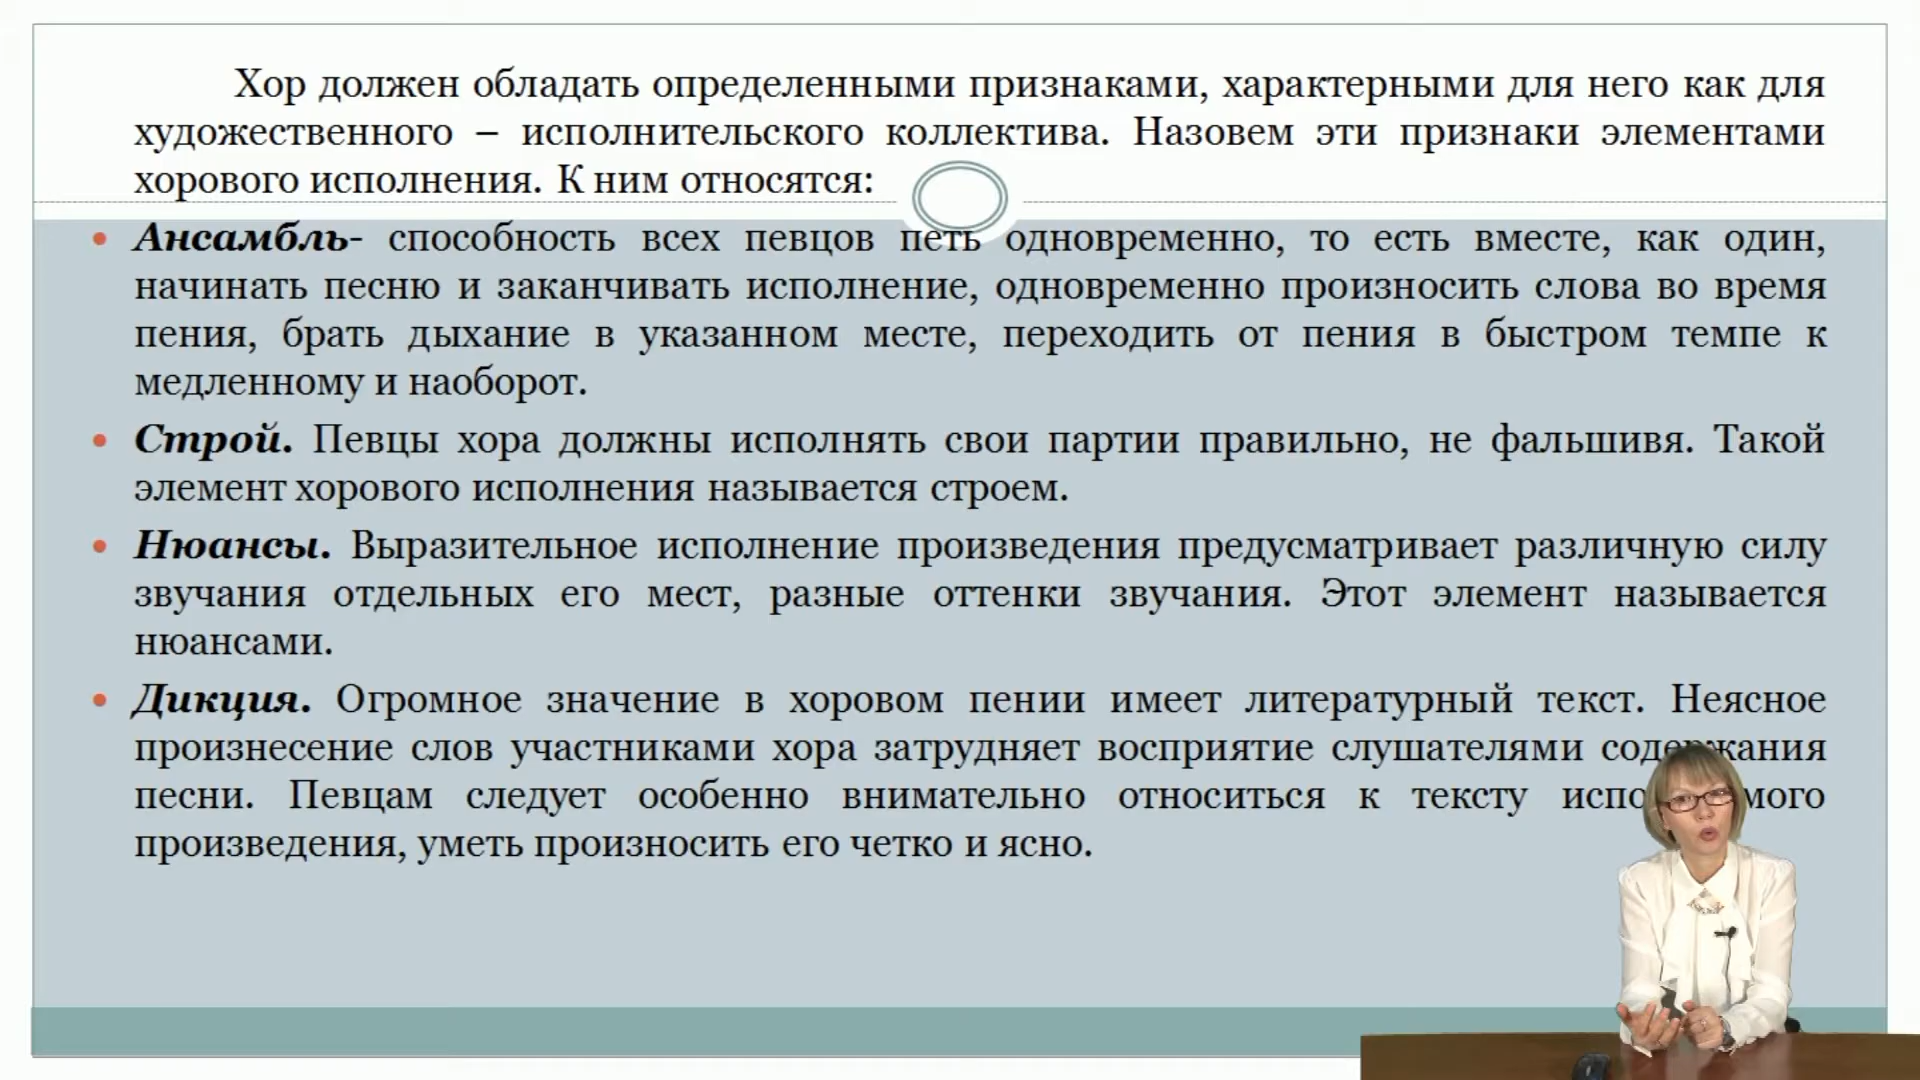 Хор должен обладать определенными признаками, характерными для него как для
художественного – исполнительского коллектива. Назовем эти признаки элементами
хорового исполнения. К ним относятся:
Ансамбль- способность всех певцов петь одновременно, то есть вместе, как один,
начинать песню и заканчивать исполнение, одновременно произносить слова во время
пения, брать дыхание в указанном месте, переходить от пения в быстром темпе к
медленному и наоборот.
Строй. Певцы хора должны исполнять свои партии правильно, не фальшивя. Такой
элемент хорового исполнения называется строем.
Нюансы. Выразительное исполнение произведения предусматривает различную силу
звучания отдельных его мест, разные оттенки звучания. Этот элемент называется
нюансами.
Дикция. Огромное значение в хоровом пении имеет литературный текст. Неясное
произнесение слов участниками хора затрудняет восприятие слушателями содержания
песни. Певцам следует особенно внимательно относиться к тексту
произведения, уметь произносить его четко и ясно.